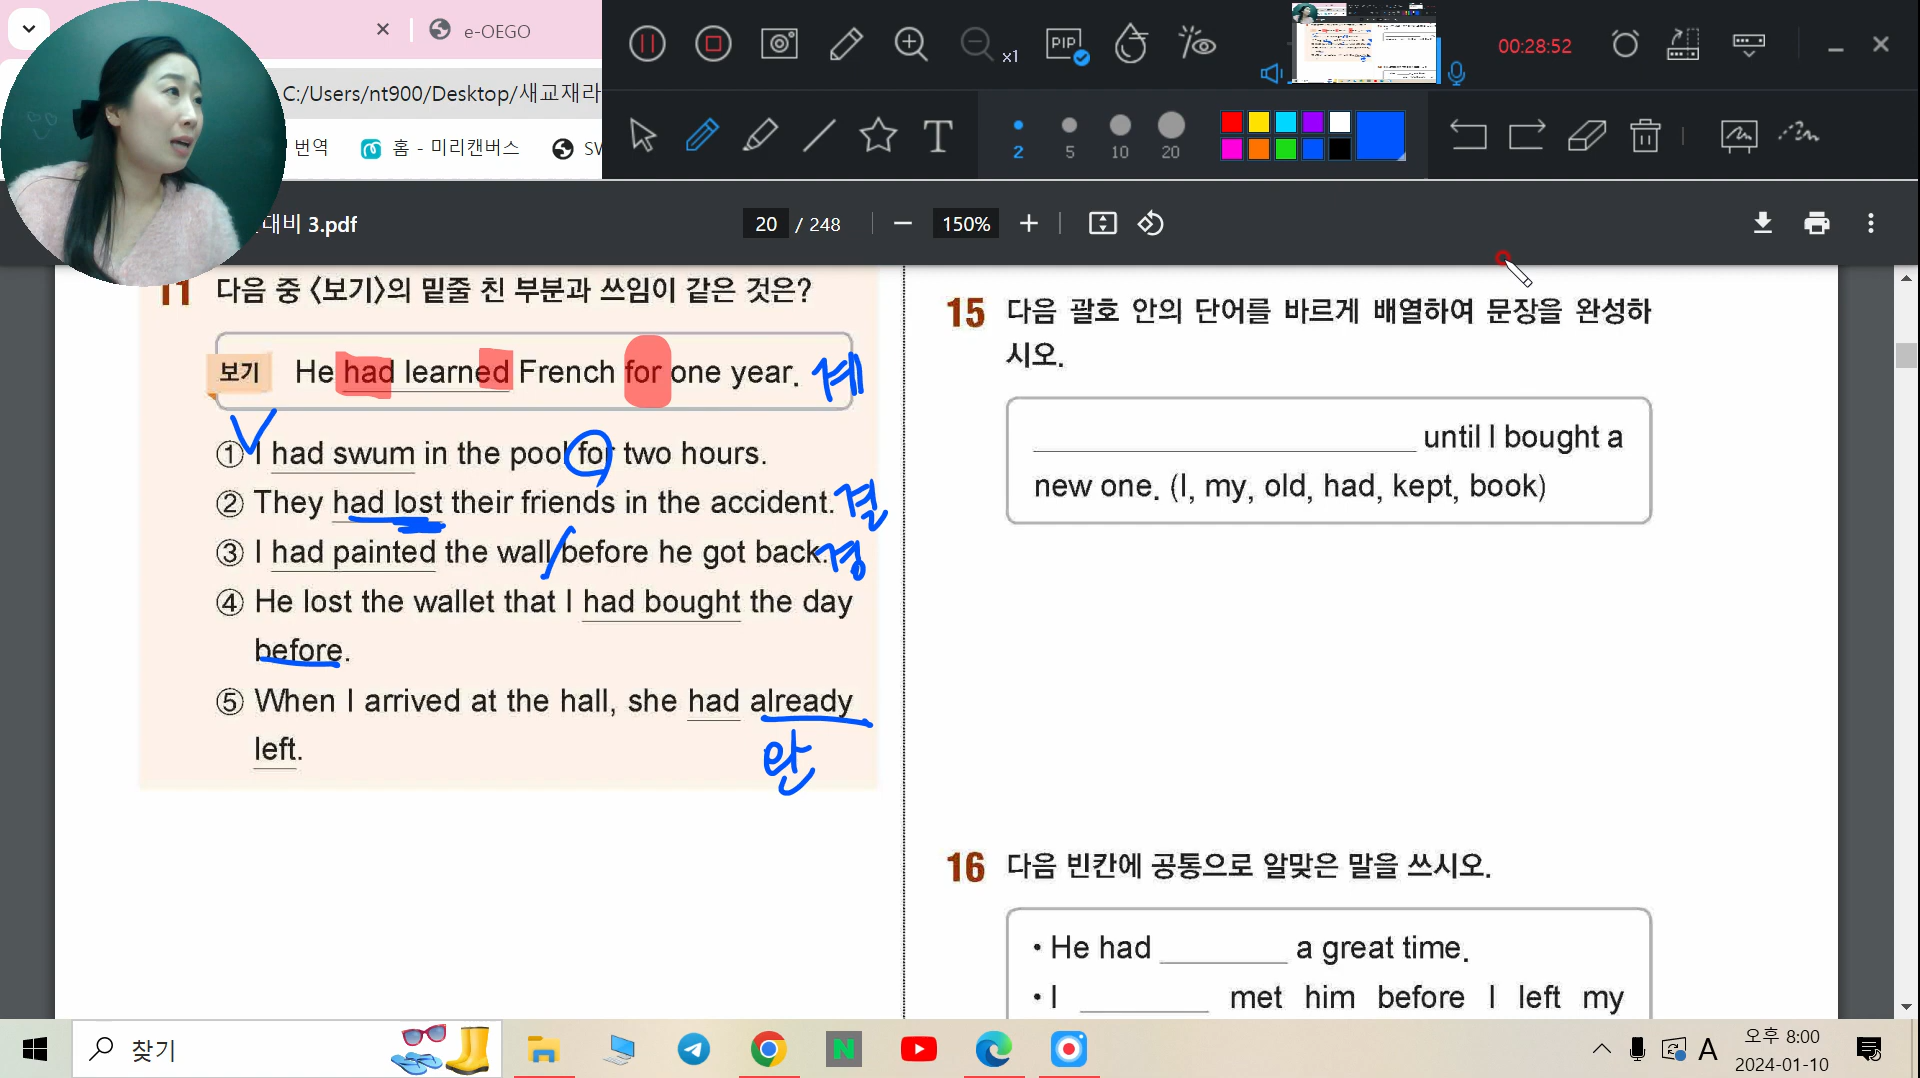 e-OEGO
x1
PIP
00:28:52
C:/Users/nt900/Desktop/새교재라
번역
홈 - 미리캔버스
SW
T
2 5 10 20
대비 3.pdf
20 / 248
150%
11 다음 중 〈보기〉의 밑줄 친 부분과 쓰임이 같은 것은?
보기 He had learned French for one year. 계
① I had swum in the pool for two hours.
② They had lost their friends in the accident. 결
③ I had painted the wall before he got back. 경
④ He lost the wallet that I had bought the day
before.
⑤ When I arrived at the hall, she had already
left.
완
15 다음 괄호 안의 단어를 바르게 배열하여 문장을 완성하
시오.
until I bought a
new one. (I, my, old, had, kept, book)
16 다음 빈칸에 공통으로 알맞은 말을 쓰시오.
• He had ________ a great time.
• I ________ met him before I left my
찾기
N
A
오후 8:00
2024-01-10